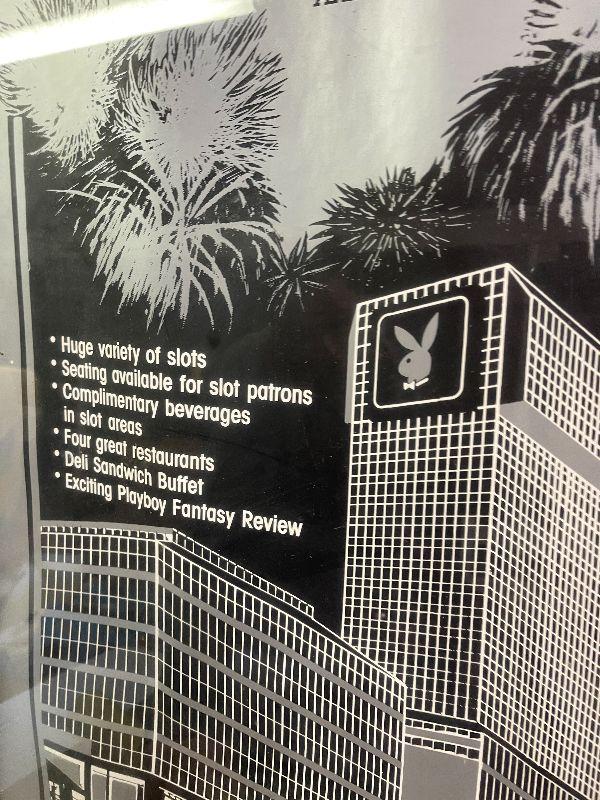 • Huge variety of slots
• Seating available for slot patrons
• Complimentary beverages
in slot areas
• Four great restaurants
• Deli Sandwich Buffet
• Exciting Playboy Fantasy Review